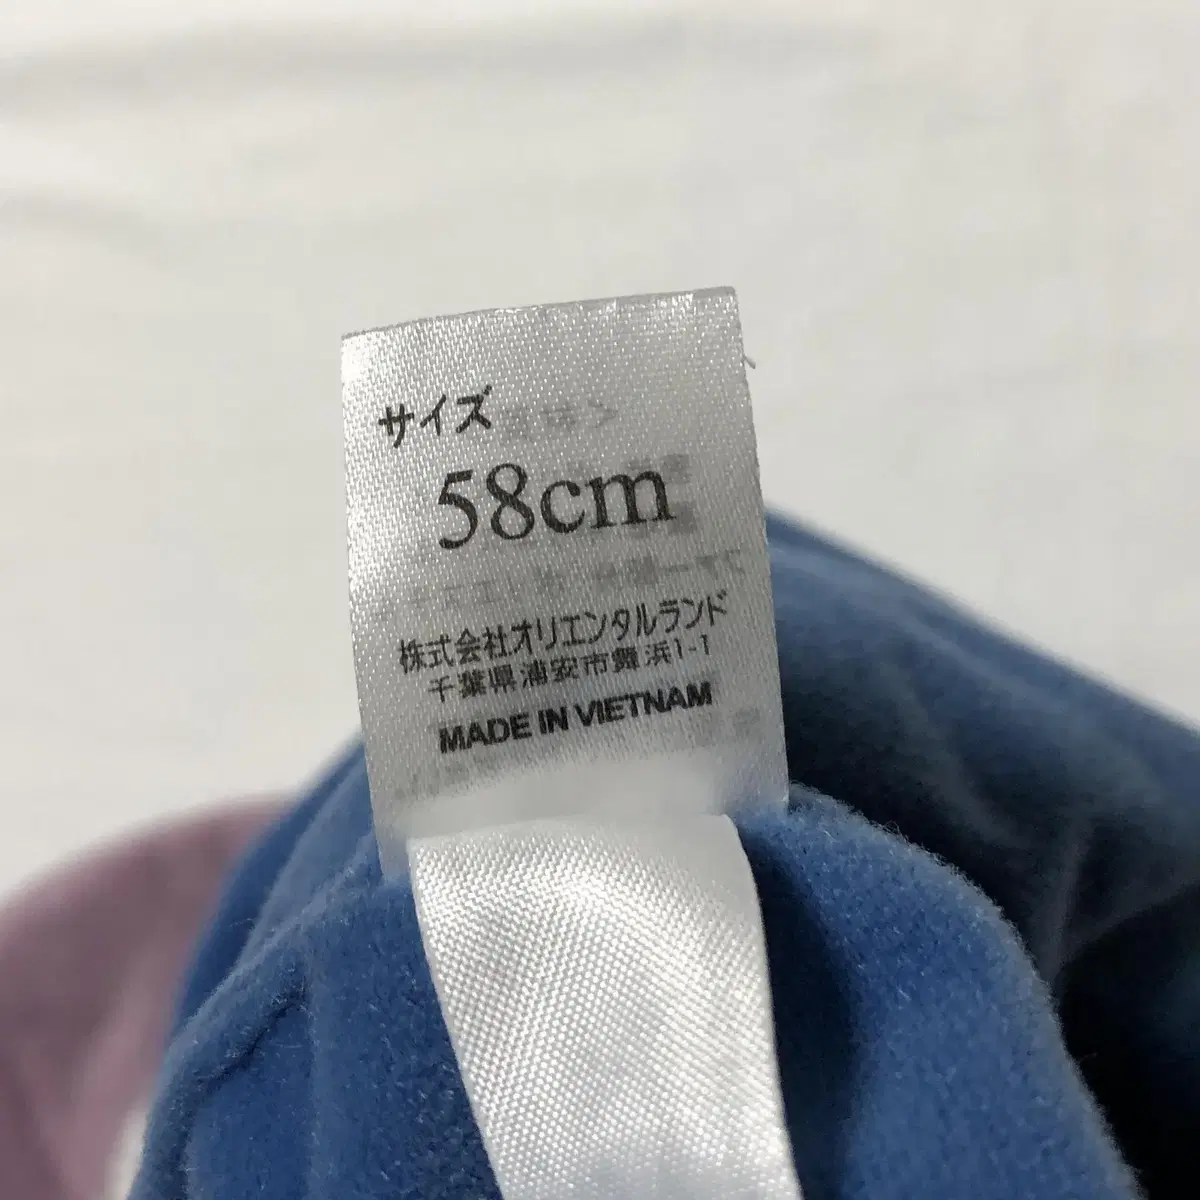 サイズ
58cm
株式会社オリエンタルランド
千葉県浦安市舞浜1-1
MADE IN VIETNAM